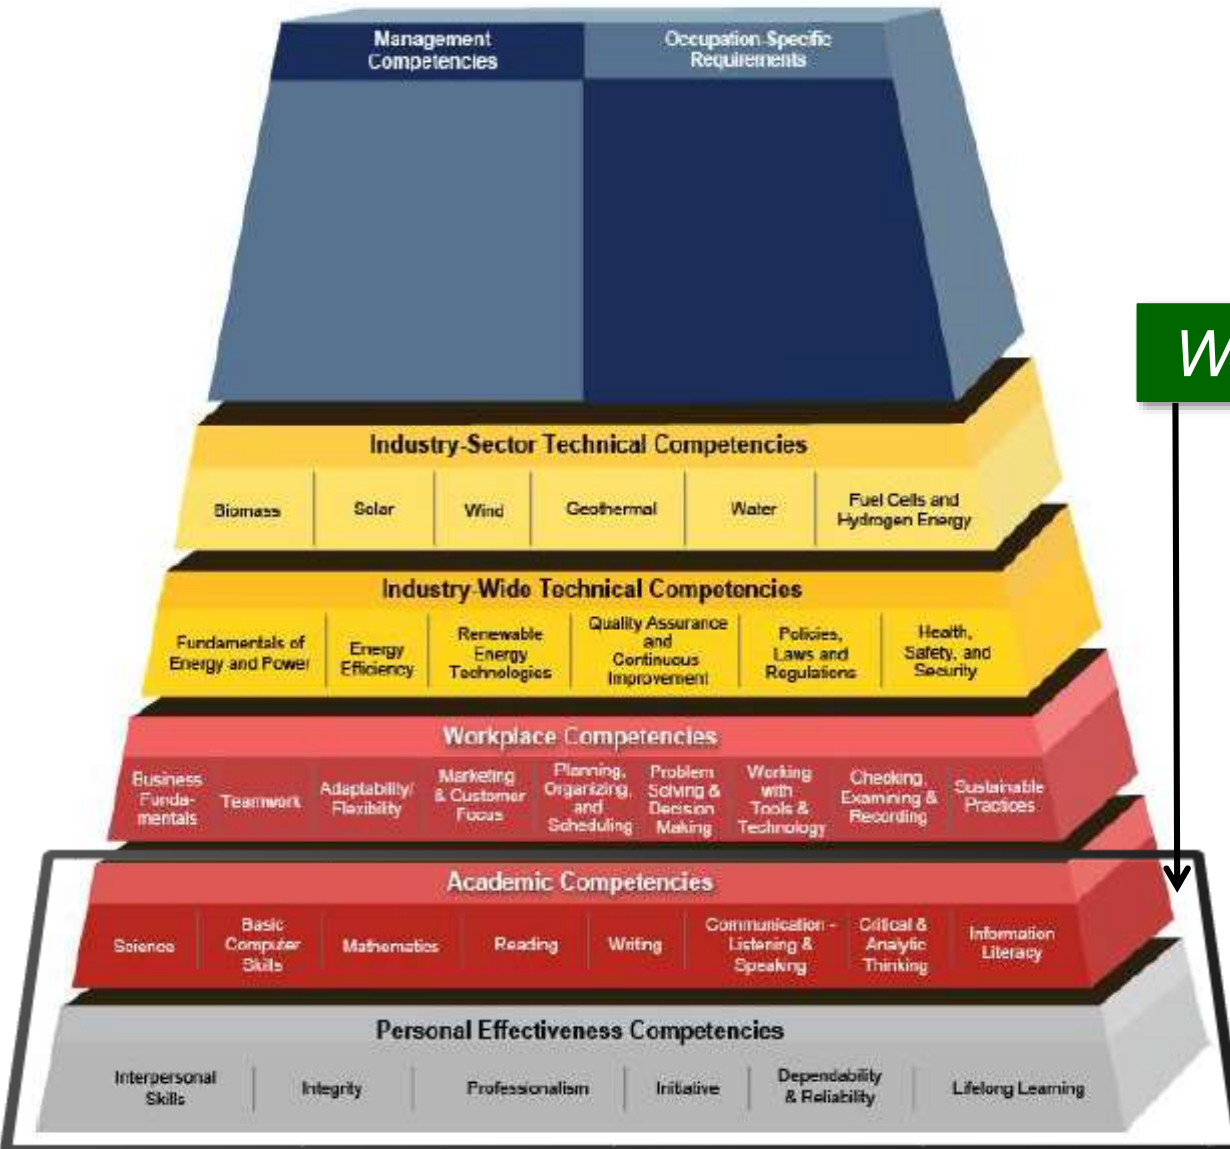 Management
Competencies
Occupation-Specific
Requirements
W
Industry-Sector Technical Competencies
Biomass
Solar
Wind
Geothermal
Water
Fuel Cells and
Hydrogen Energy
Industry-Wide Technical Competencies
Fundamentals of
Energy and Power
Energy
Efficiency
Renewable
Energy
Technologies
Quality Assurance
and
Continuous
Improvement
Policies,
Laws and
Regulations
Health,
Safety, and
Security
Workplace Competencies
Business
Funda-
mentals
Teamwork
Adaptability/
Flexibility
Marketing
& Customer
Focus
Planning,
Organizing,
and
Scheduling
Problem
Solving &
Decision
Making
Working
with
Tools &
Technology
Checking,
Examining &
Recording
Sustainable
Practices
Academic Competencies
Science
Basic
Computer
Skills
Mathematics
Reading
Writing
Communication -
Listening &
Speaking
Critical &
Analytic
Thinking
Information
Literacy
Personal Effectiveness Competencies
Interpersonal
Skills
Integrity
Professionalism
Initiative
Dependability
& Reliability
Lifelong Learning